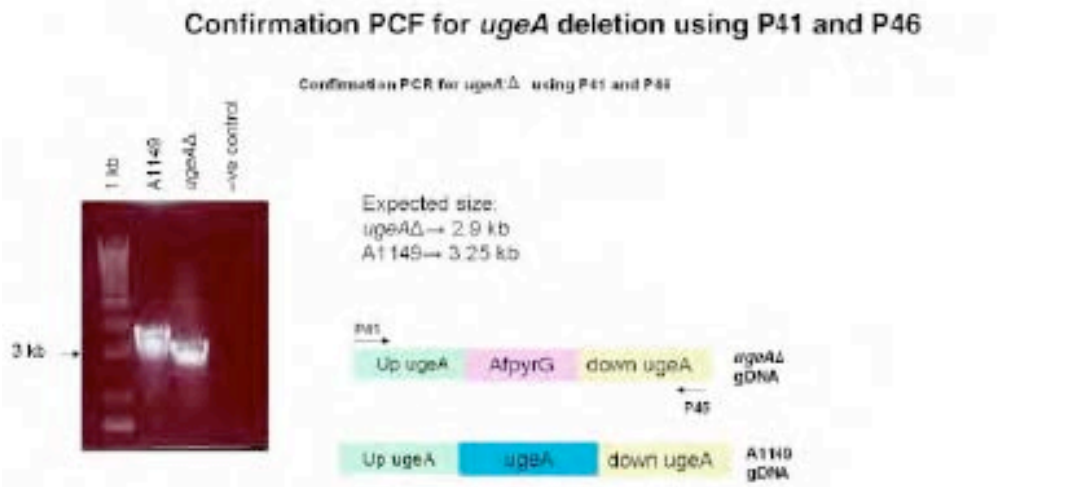 Confirmation PCF for ugeA deletion using P41 and P46
Confirmation PCR for ugeA Δ using P41 and P46
1 kb
A1149
ugeAΔ
-ve control
Expected size:
ugeAΔ→ 2.9 kb
A1149→ 3.25 kb
3 kb
P41
Up ugeA
AfpyrG
down ugeA
ugeAΔ
gDNA
P46
Up ugeA
ugeA
down ugeA
A1149
gDNA